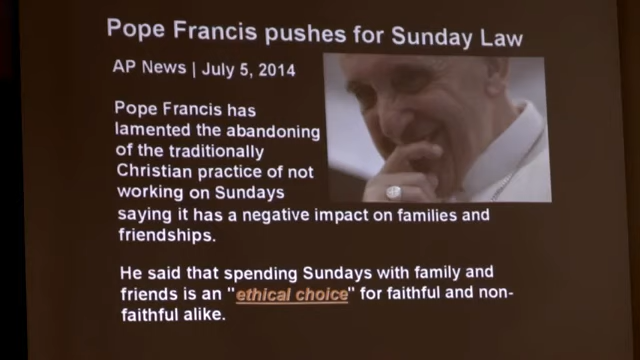 Pope Francis pushes for Sunday Law
AP News | July 5, 2014
Pope Francis has
lamented the abandoning
of the traditionally
Christian practice of not
working on Sundays
saying it has a negative impact on families and
friendships.
He said that spending Sundays with family and
friends is an "ethical choice" for faithful and non-
faithful alike.